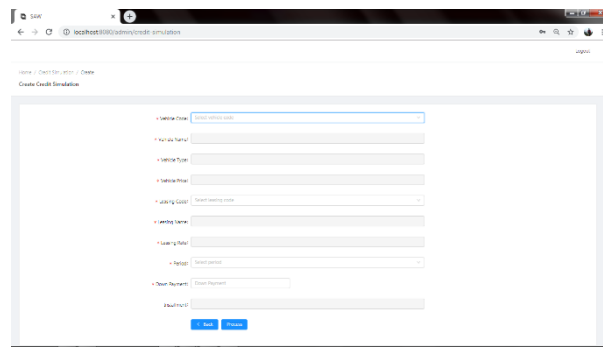 SAW
localhost:8080/admin/credit-simulation
Logout
Home / Credit Simulation / Create
Create Credit Simulation
* Vehicle Code: Select vehicle code
* Vehicle Name:
* Vehicle Type:
* Vehicle Price:
* Leasing Code: Select leasing code
* Leasing Name:
* Leasing Rate:
* Period: Select period
* Down Payment: Down Payment
Installment:
< Back Process